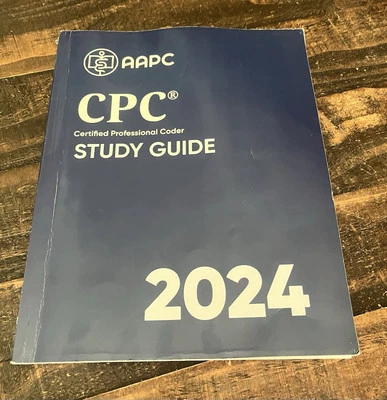 AAPC
CPC®
Certified Professional Coder
STUDY GUIDE
2024